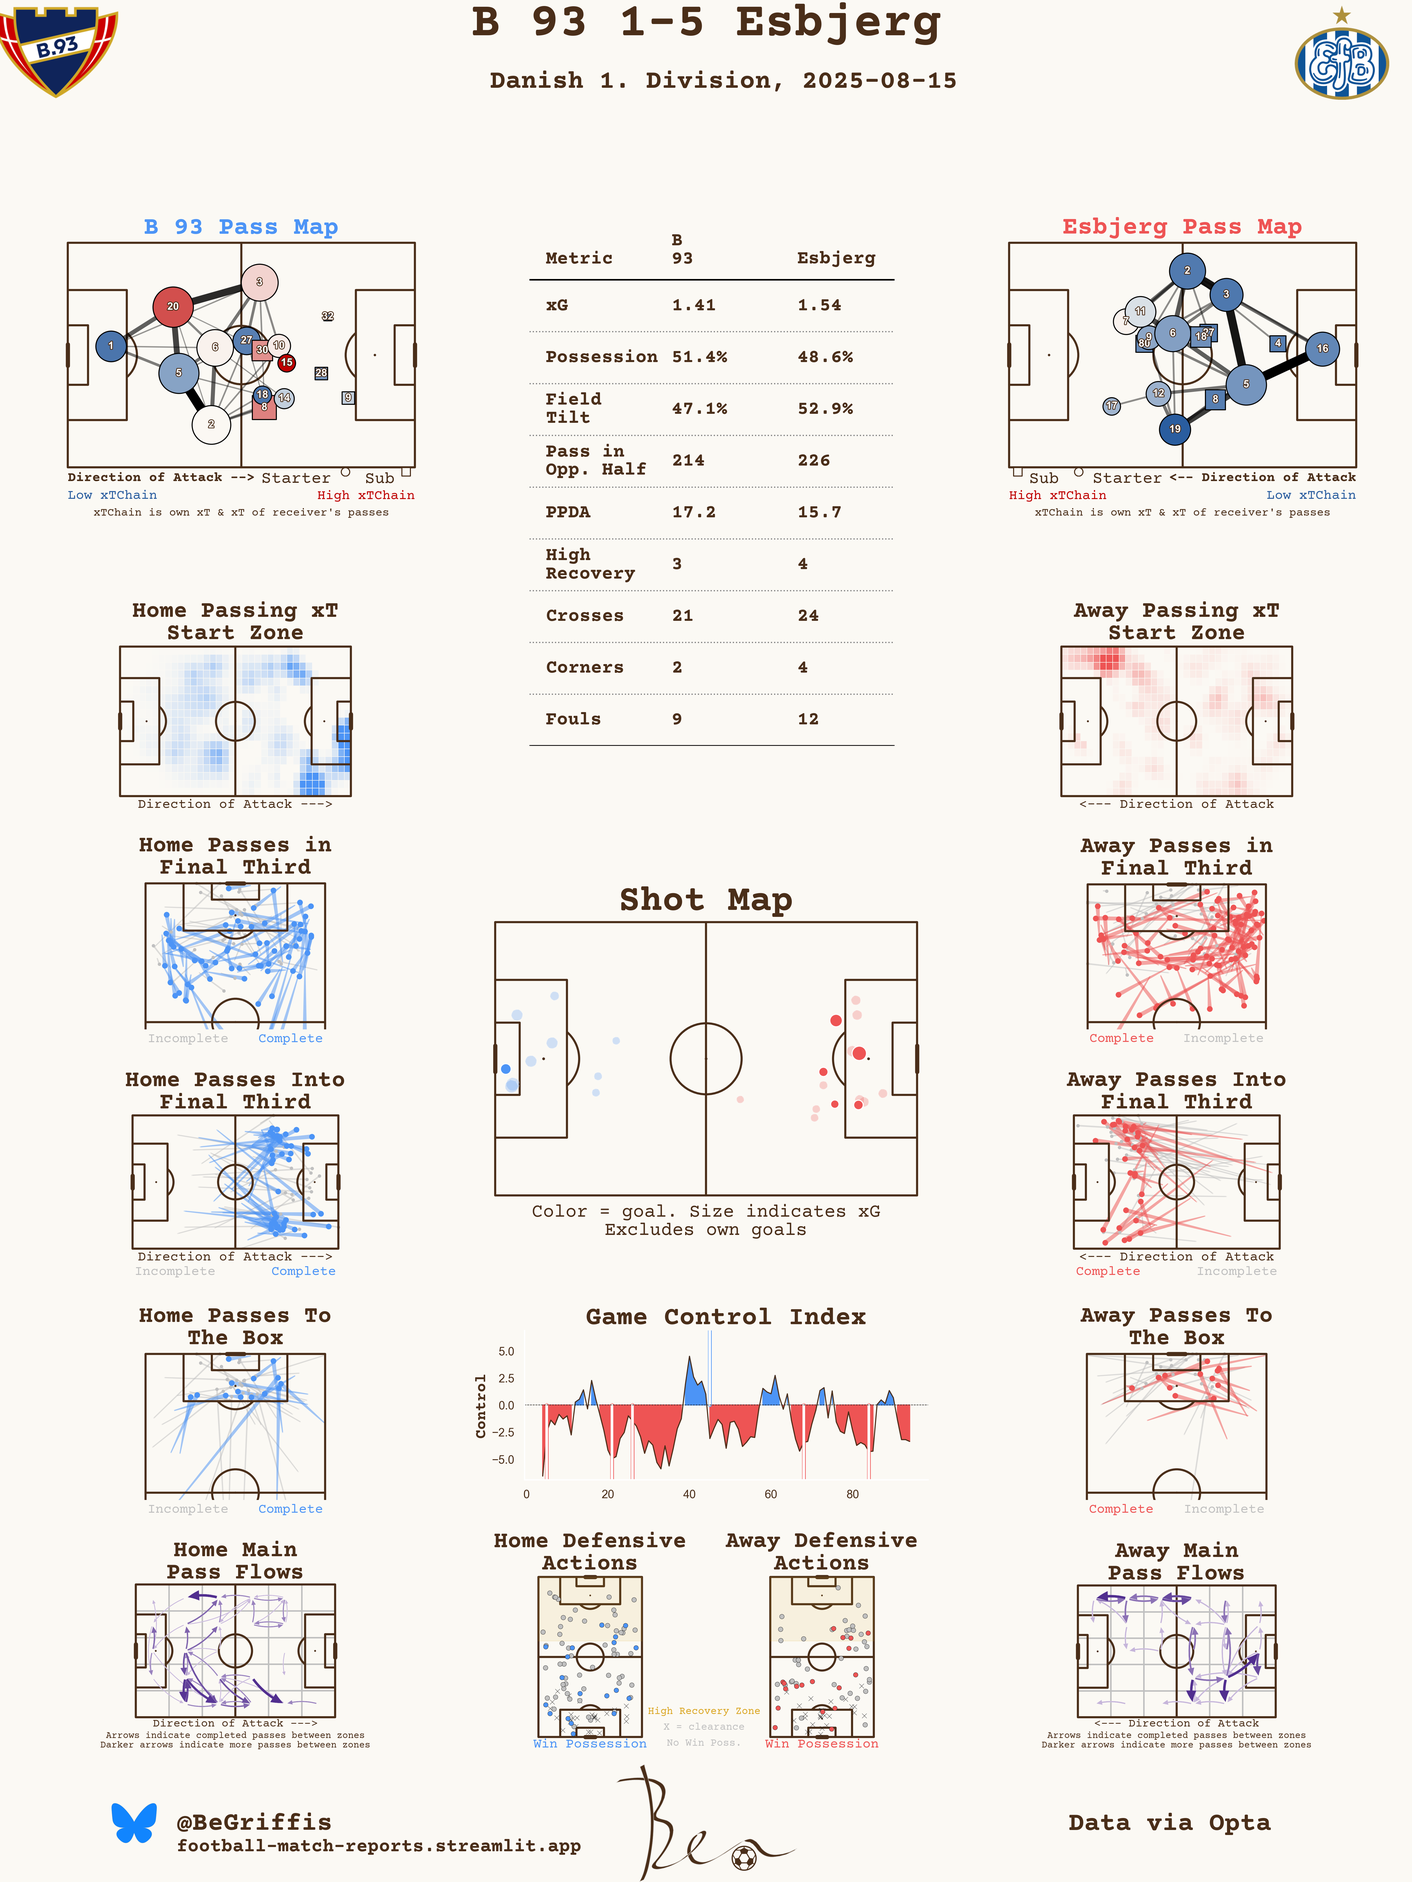 B 93 1-5 Esbjerg
Danish 1. Division, 2025-08-15
B.93
EfB
B 93 Pass Map
1
20
3
5
6
2
27
30
10
15
18
8
14
32
28
9
Direction of Attack --> Starter Sub
Low xTChain High xTChain
xTChain is own xT & xT of receiver's passes
Metric B 93 Esbjerg
xG 1.41 1.54
Possession 51.4% 48.6%
Field Tilt 47.1% 52.9%
Pass in Opp. Half 214 226
PPDA 17.2 15.7
High Recovery 3 4
Crosses 21 24
Corners 2 4
Fouls 9 12
Esbjerg Pass Map
2
3
11
7
6
9
80
18
4
16
5
12
17
8
19
Sub Starter <-- Direction of Attack
High xTChain Low xTChain
xTChain is own xT & xT of receiver's passes
Home Passing xT
Start Zone
Direction of Attack --->
Away Passing xT
Start Zone
<--- Direction of Attack
Home Passes in
Final Third
Incomplete Complete
Away Passes in
Final Third
Complete Incomplete
Shot Map
Color = goal. Size indicates xG
Excludes own goals
Home Passes Into
Final Third
Direction of Attack --->
Incomplete Complete
Away Passes Into
Final Third
<--- Direction of Attack
Complete Incomplete
Home Passes To
The Box
Incomplete Complete
Game Control Index
Control
5.0
2.5
0.0
−2.5
−5.0
0 20 40 60 80
Away Passes To
The Box
Complete Incomplete
Home Main
Pass Flows
Direction of Attack --->
Arrows indicate completed passes between zones
Darker arrows indicate more passes between zones
Home Defensive
Actions
Win Possession
High Recovery Zone
X = clearance
No Win Poss.
Away Defensive
Actions
Win Possession
Away Main
Pass Flows
<--- Direction of Attack
Arrows indicate completed passes between zones
Darker arrows indicate more passes between zones
@BeGriffis
football-match-reports.streamlit.app
Ben
Data via Opta